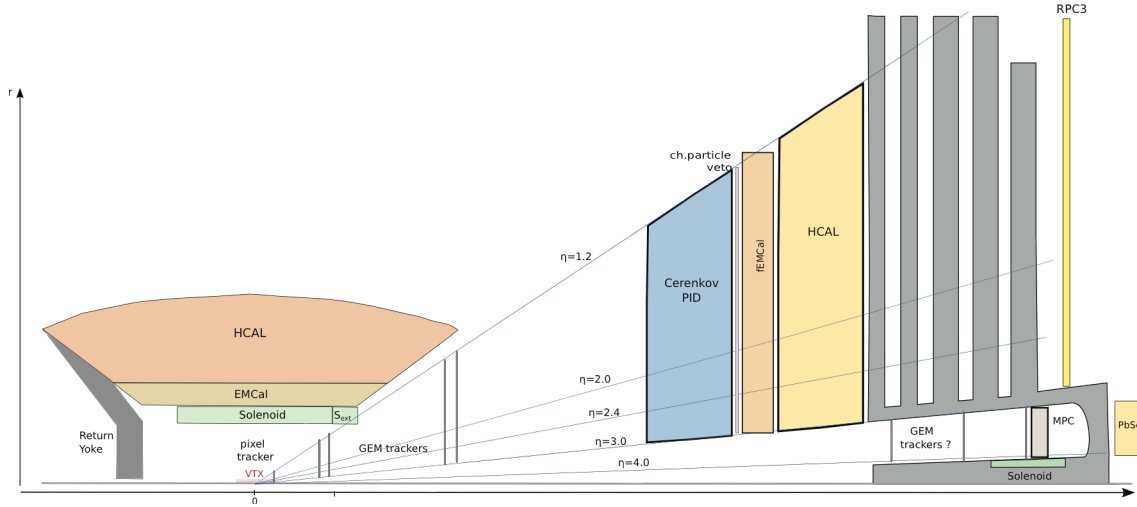 RPC3
r
ch.particle
veto
HCAL
fEMCal
η=1.2
Cerenkov
PID
HCAL
η=2.0
EMCal
Solenoid
S_ext
η=2.4
MPC
Return
Yoke
pixel
tracker
GEM trackers
η=3.0
GEM
trackers ?
VTX
η=4.0
Solenoid
0